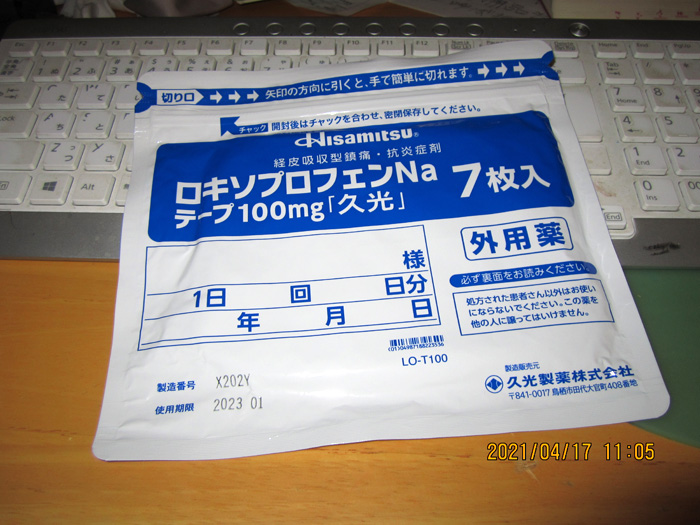 切り口 矢印の方向に引くと、手で簡単に切れます。
チャック 開封後はチャックを合わせ、密閉保存してください。
Hisamitsu®
経皮吸収型鎮痛・抗炎症剤
ロキソプロフェンNa
テープ100mg「久光」
7枚入
様
1日 回 日分
年 月 日
外用薬
必ず裏面をお読みください。
処方された患者さん以外はお使い
にならないでください。この薬を
他の人に譲ってはいけません。
(01)04987188223536
LO-T100
製造番号 X202Y
使用期限 2023 01
製造販売元
久光製薬株式会社
〒841-0017 鳥栖市田代大官町408番地
2021/04/17 11:05